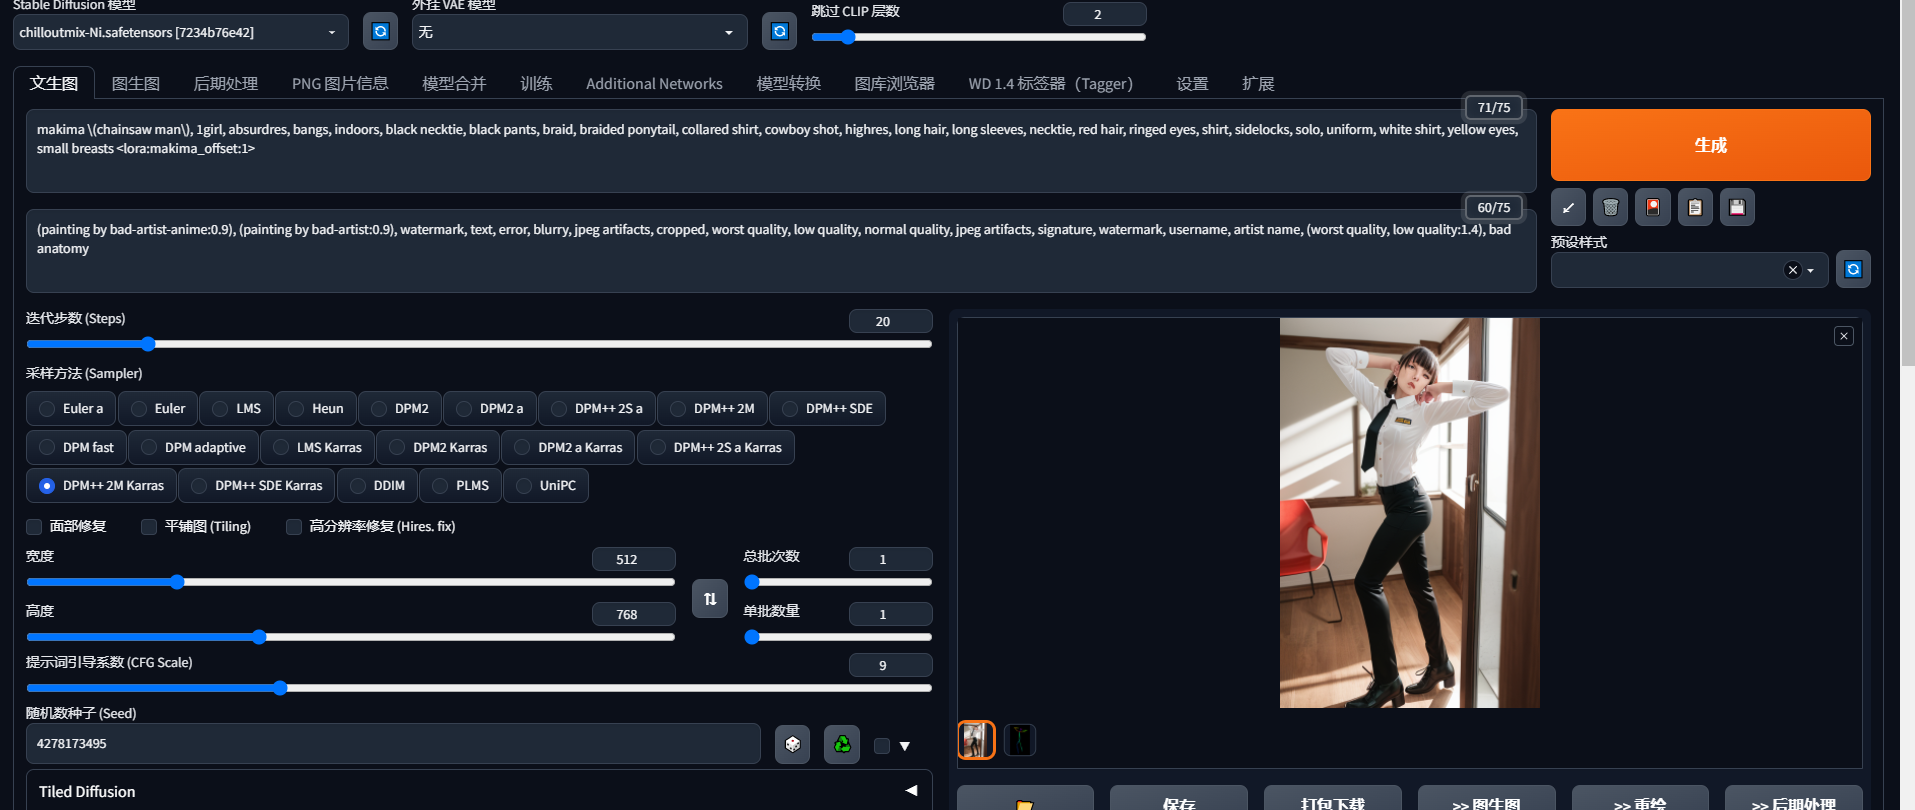 Stable Diffusion 模型
外挂 VAE 模型
跳过 CLIP 层数
2
chilloutmix-Ni.safetensors [7234b76e42]
无
文生图 图生图 后期处理 PNG 图片信息 模型合并 训练 Additional Networks 模型转换 图库浏览器 WD 1.4 标签器（Tagger） 设置 扩展
71/75
makima \(chainsaw man\), 1girl, absurdres, bangs, indoors, black necktie, black pants, braid, braided ponytail, collared shirt, cowboy shot, highres, long hair, long sleeves, necktie, red hair, ringed eyes, shirt, sidelocks, solo, uniform, white shirt, yellow eyes,
small breasts <lora:makima_offset:1>
生成
60/75
(painting by bad-artist-anime:0.9), (painting by bad-artist:0.9), watermark, text, error, blurry, jpeg artifacts, cropped, worst quality, low quality, normal quality, jpeg artifacts, signature, watermark, username, artist name, (worst quality, low quality:1.4), bad
anatomy
预设样式
迭代步数 (Steps)
20
采样方法 (Sampler)
Euler a Euler LMS Heun DPM2 DPM2 a DPM++ 2S a DPM++ 2M DPM++ SDE
DPM fast DPM adaptive LMS Karras DPM2 Karras DPM2 a Karras DPM++ 2S a Karras
DPM++ 2M Karras DPM++ SDE Karras DDIM PLMS UniPC
面部修复 平铺图 (Tiling) 高分辨率修复 (Hires. fix)
宽度
512
总批次数
1
高度
768
单批数量
1
提示词引导系数 (CFG Scale)
9
随机数种子 (Seed)
4278173495
Tiled Diffusion
保存 打包下载 >> 图生图 >> 重绘 >> 后期处理